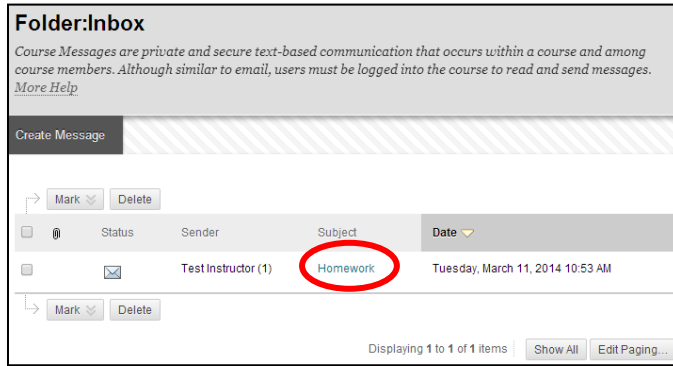 Folder:Inbox
Course Messages are private and secure text-based communication that occurs within a course and among
course members. Although similar to email, users must be logged into the course to read and send messages.
More Help
Create Message
Mark Delete
Status Sender Subject Date
Test Instructor (1) Homework Tuesday, March 11, 2014 10:53 AM
Mark Delete
Displaying 1 to 1 of 1 items Show All Edit Paging...